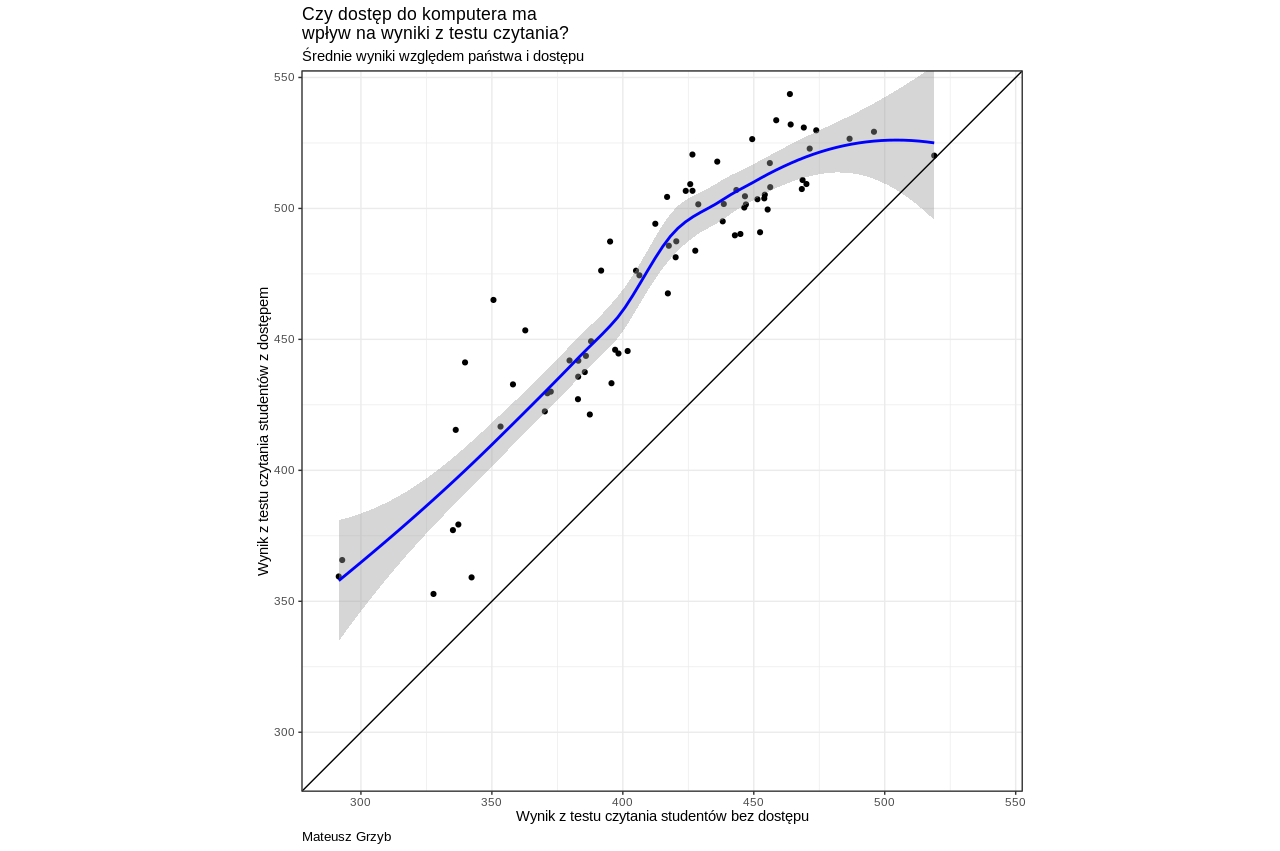 Czy dostęp do komputera ma
wpływ na wyniki z testu czytania?
Średnie wyniki względem państwa i dostępu
550
500
450
400
350
300
Wynik z testu czytania studentów z dostępem
300
350
400
450
500
550
Wynik z testu czytania studentów bez dostępu
Mateusz Grzyb